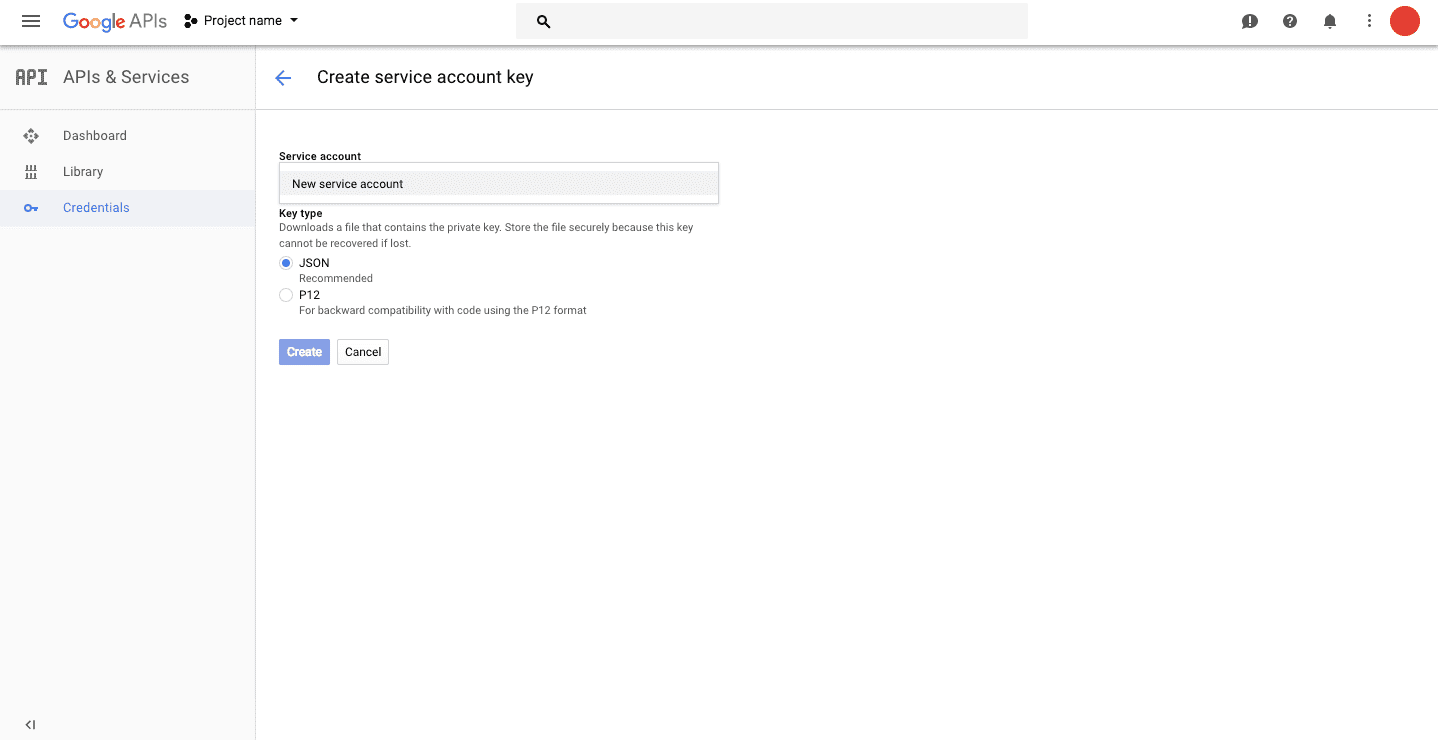 Google APIs
Project name
API APIs & Services
Create service account key
Dashboard
Library
Credentials
Service account
New service account
Key type
Downloads a file that contains the private key. Store the file securely because this key
cannot be recovered if lost.
JSON
Recommended
P12
For backward compatibility with code using the P12 format
Create Cancel